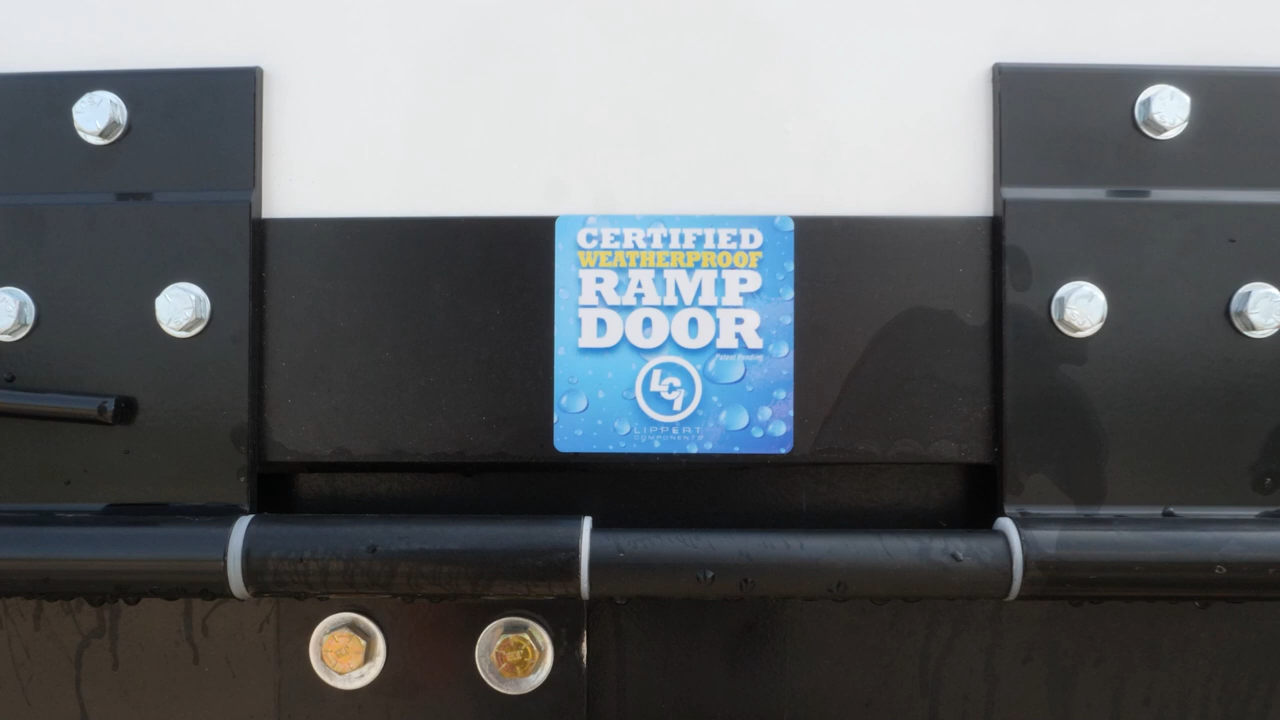 CERTIFIED
WEATHERPROOF
RAMP
DOOR
Patent Pending
LCI
LIPPERT
COMPONENTS